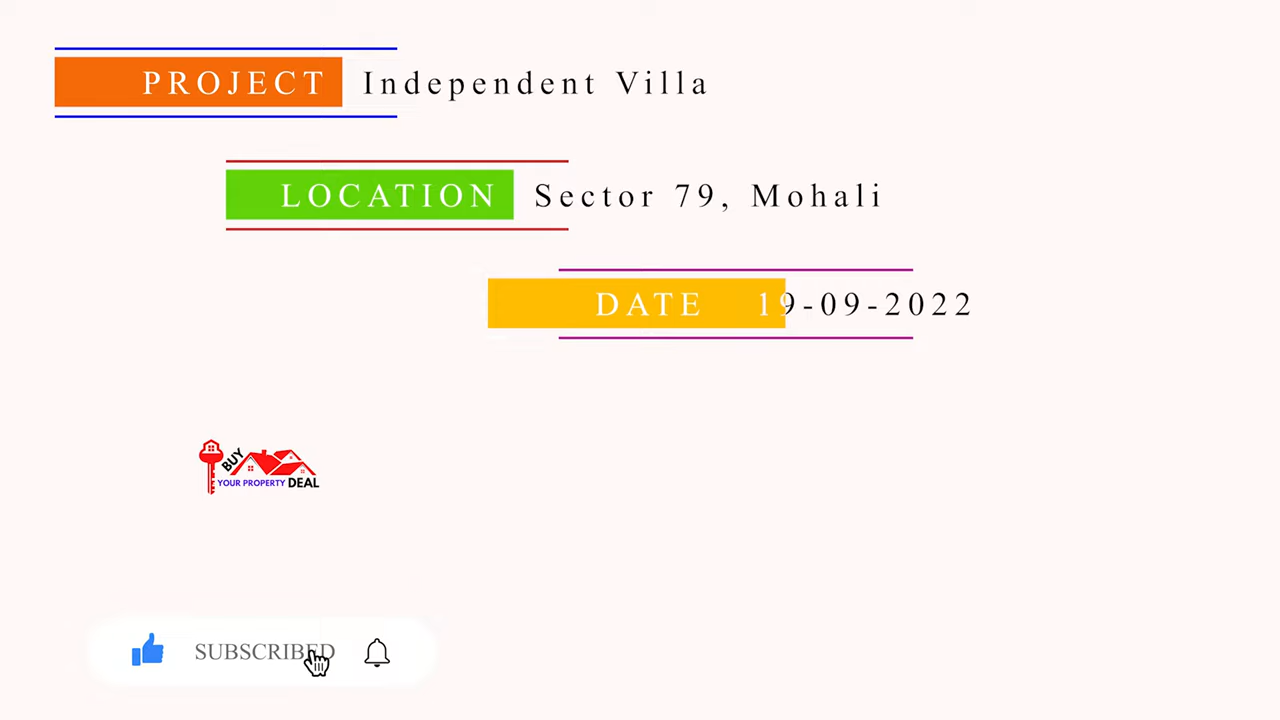 PROJECT Independent Villa
LOCATION Sector 79, Mohali
DATE 19-09-2022
BUY
YOUR PROPERTY DEAL
SUBSCRIBED